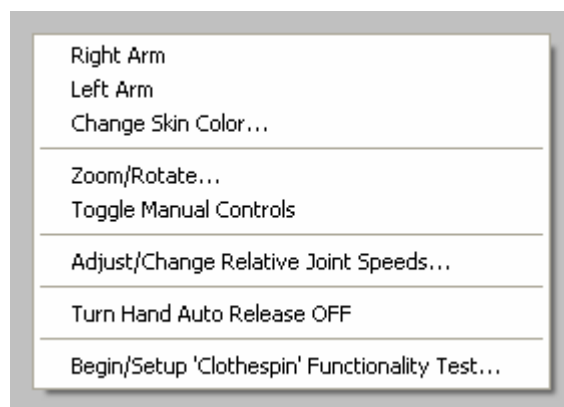 Right Arm
Left Arm
Change Skin Color...
Zoom/Rotate...
Toggle Manual Controls
Adjust/Change Relative Joint Speeds...
Turn Hand Auto Release OFF
Begin/Setup 'Clothespin' Functionality Test...